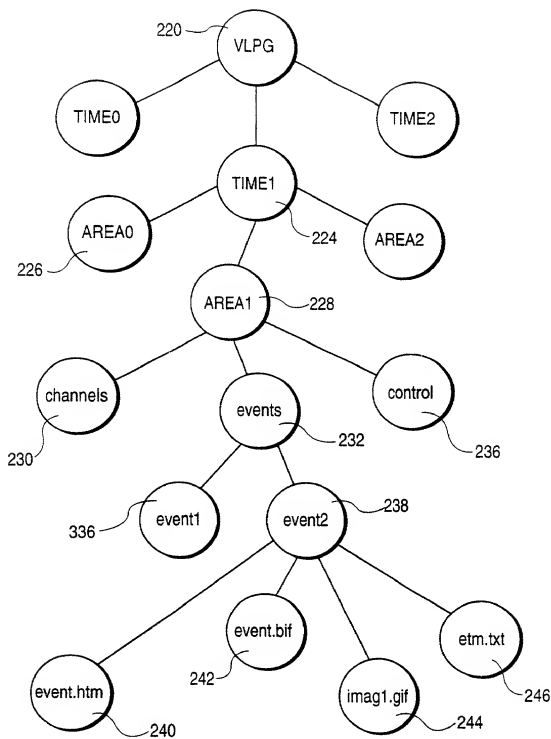 220
VLPG
TIME0
TIME2
TIME1
224
AREA0
226
AREA2
AREA1
228
channels
230
events
232
control
236
336
event1
event2
238
event.bif
242
etm.txt
246
event.htm
240
imag1.gif
244